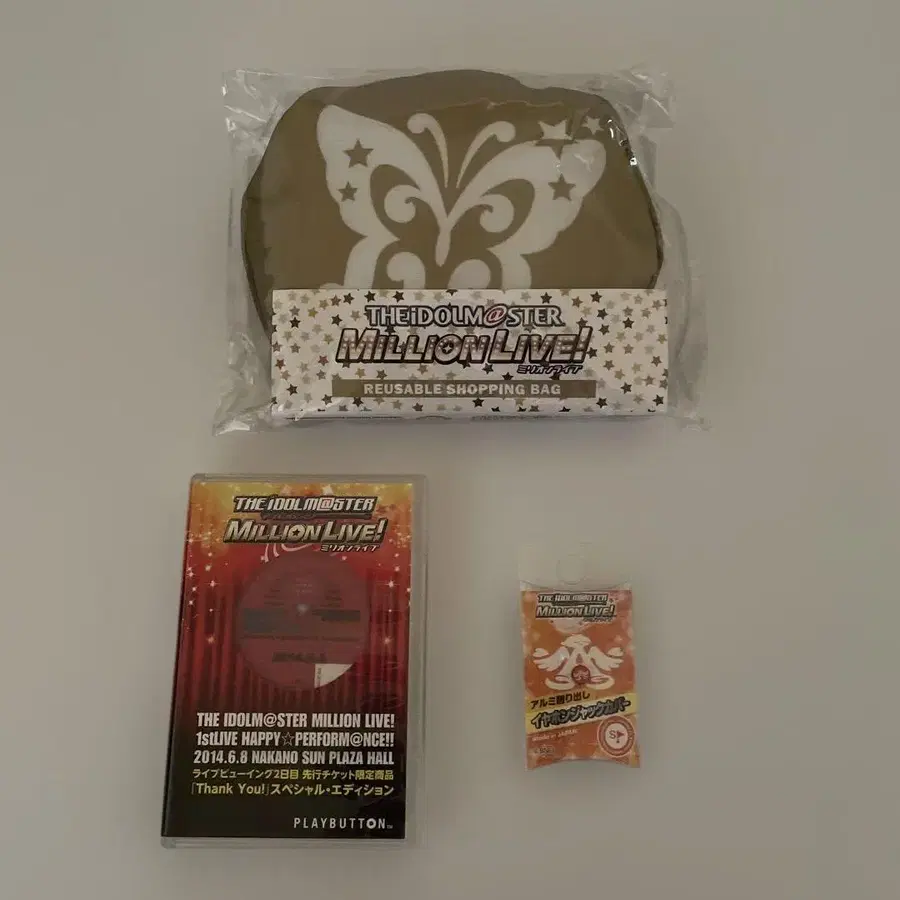 THE iDOLM@STER
MILLION LIVE!
ミリオンライブ
REUSABLE SHOPPING BAG
THE iDOLM@STER
MILLION LIVE!
ミリオンライブ
THE IDOLM@STER MILLION LIVE!
1stLIVE HAPPY☆PERFORM@NCE!!
2014.6.8 NAKANO SUN PLAZA HALL
ライブビューイング2日目 先行チケット限定商品
「Thank You!」スペシャル・エディション
PLAYBUTTON
THE iDOLM@STER
MILLION LIVE!
アルミ削り出し
イヤホンジャックカバー
made in JAPAN